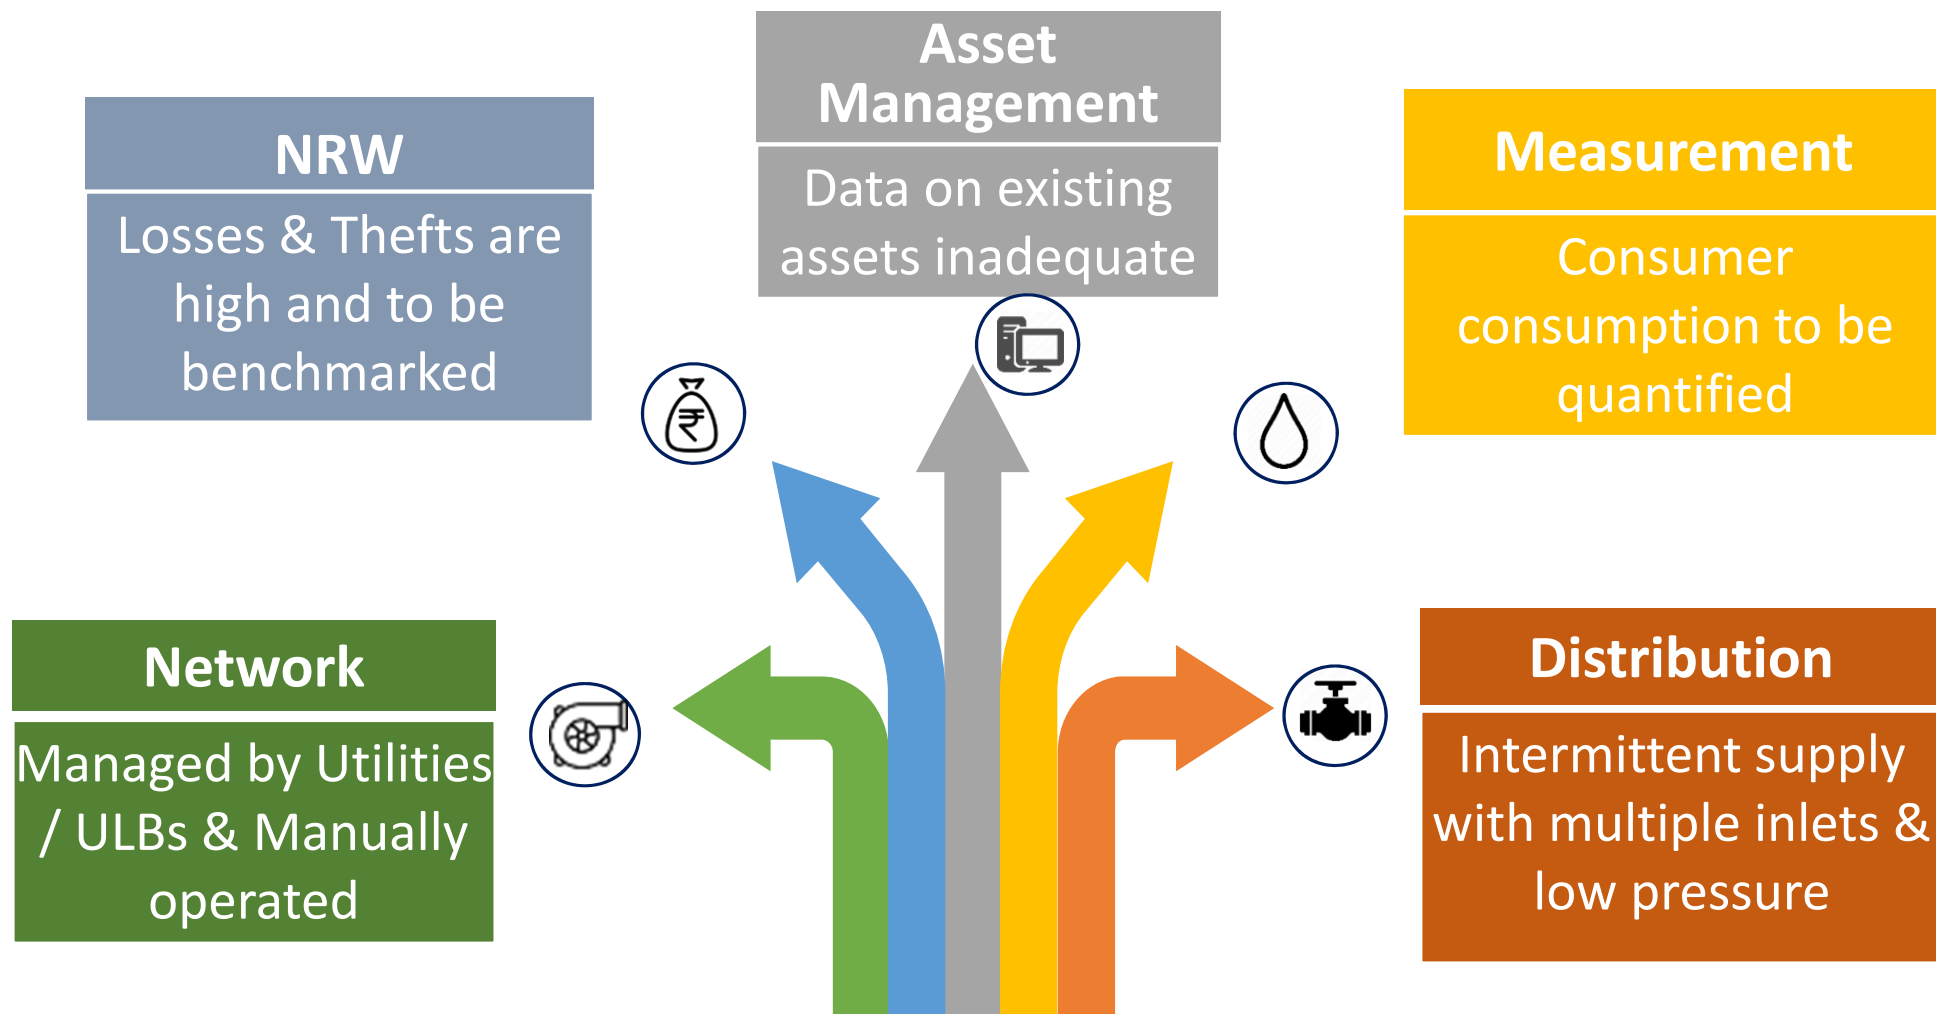 Asset
Management
Data on existing
assets inadequate
NRW
Losses & Thefts are
high and to be
benchmarked
₹
Measurement
Consumer
consumption to be
quantified
Network
Managed by Utilities
/ ULBs & Manually
operated
Distribution
Intermittent supply
with multiple inlets &
low pressure